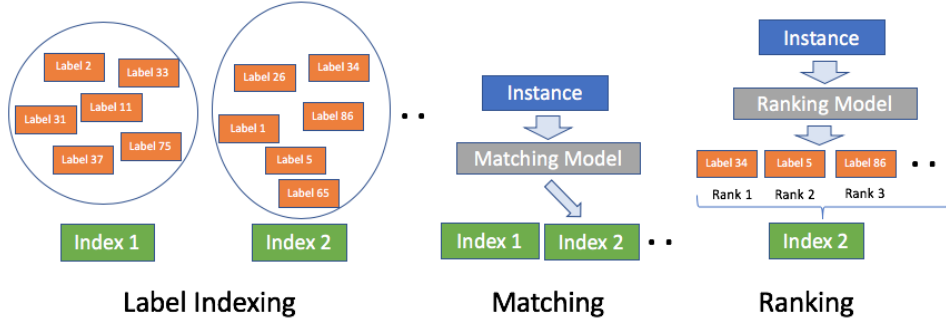 Label 2
Label 33
Label 31
Label 11
Label 37
Label 75
Index 1
Label 26
Label 34
Label 1
Label 86
Label 5
Label 65
Index 2
Label Indexing
Instance
Matching Model
Index 1
Index 2
Matching
Instance
Ranking Model
Label 34
Label 5
Label 86
Rank 1
Rank 2
Rank 3
Index 2
Ranking